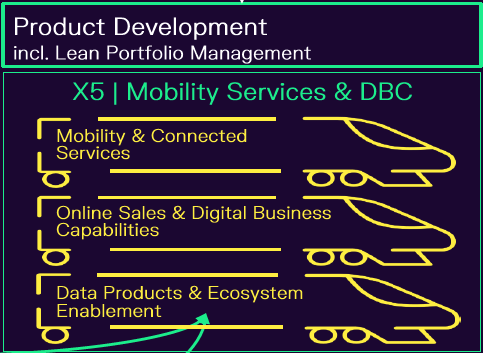 Product Development
incl. Lean Portfolio Management
X5 | Mobility Services & DBC
Mobility & Connected
Services
Online Sales & Digital Business
Capabilities
Data Products & Ecosystem
Enablement